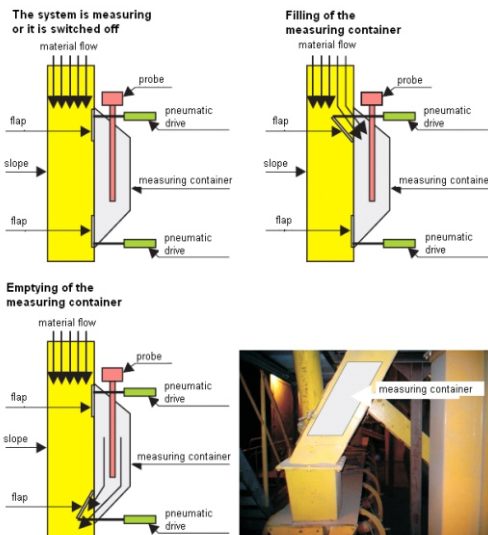 The system is measuring
or it is switched off
material flow
probe
flap
pneumatic
drive
slope
measuring container
flap
pneumatic
drive
Filling of the
measuring container
material flow
probe
flap
pneumatic
drive
slope
measuring container
flap
pneumatic
drive
Emptying of the
measuring container
material flow
probe
flap
pneumatic
drive
slope
measuring container
flap
pneumatic
drive
measuring container